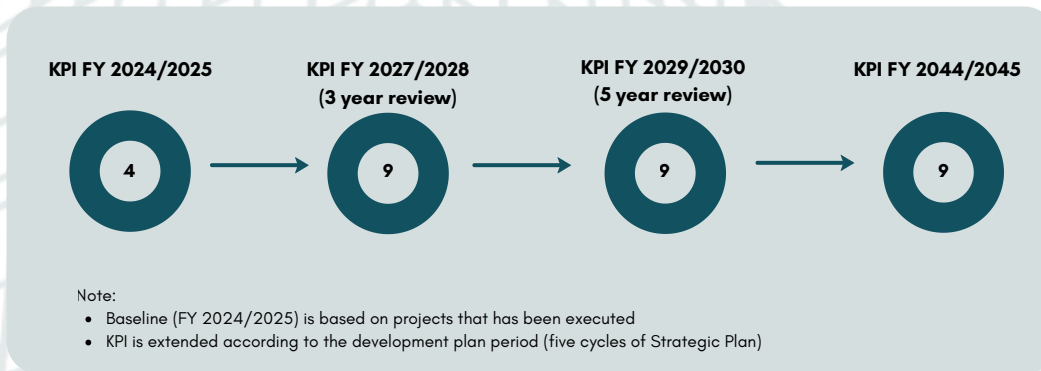 KPI FY 2024/2025
KPI FY 2027/2028
(3 year review)
KPI FY 2029/2030
(5 year review)
KPI FY 2044/2045
4
9
9
9
Note:
• Baseline (FY 2024/2025) is based on projects that has been executed
• KPI is extended according to the development plan period (five cycles of Strategic Plan)